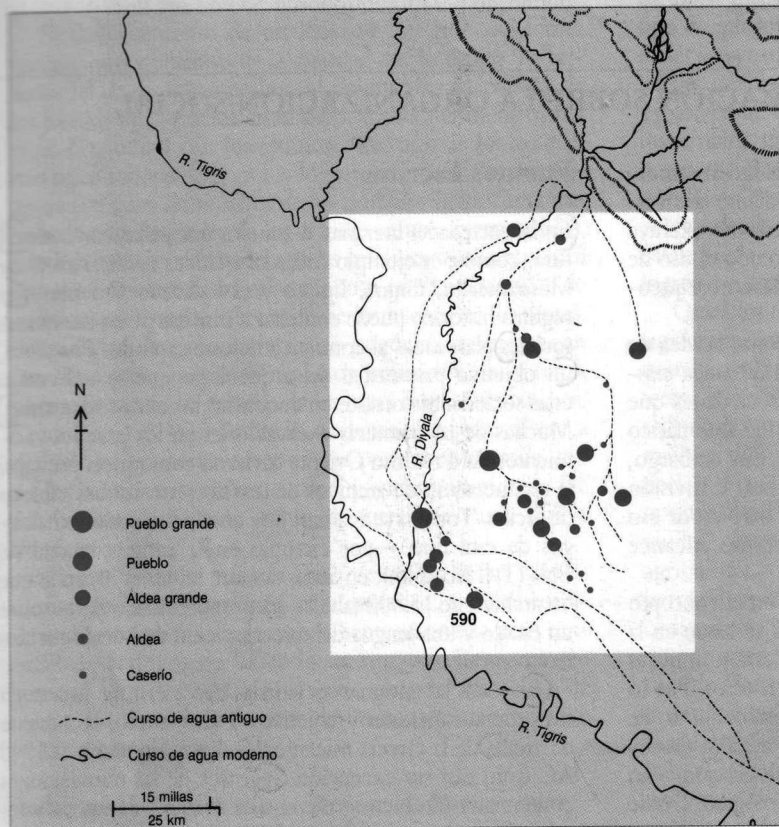 R. Tigris
R. Diyala
N
Pueblo grande
Pueblo
Aldea grande
Aldea
Caserío
Curso de agua antiguo
Curso de agua moderno
590
R. Tigris
15 millas
25 km